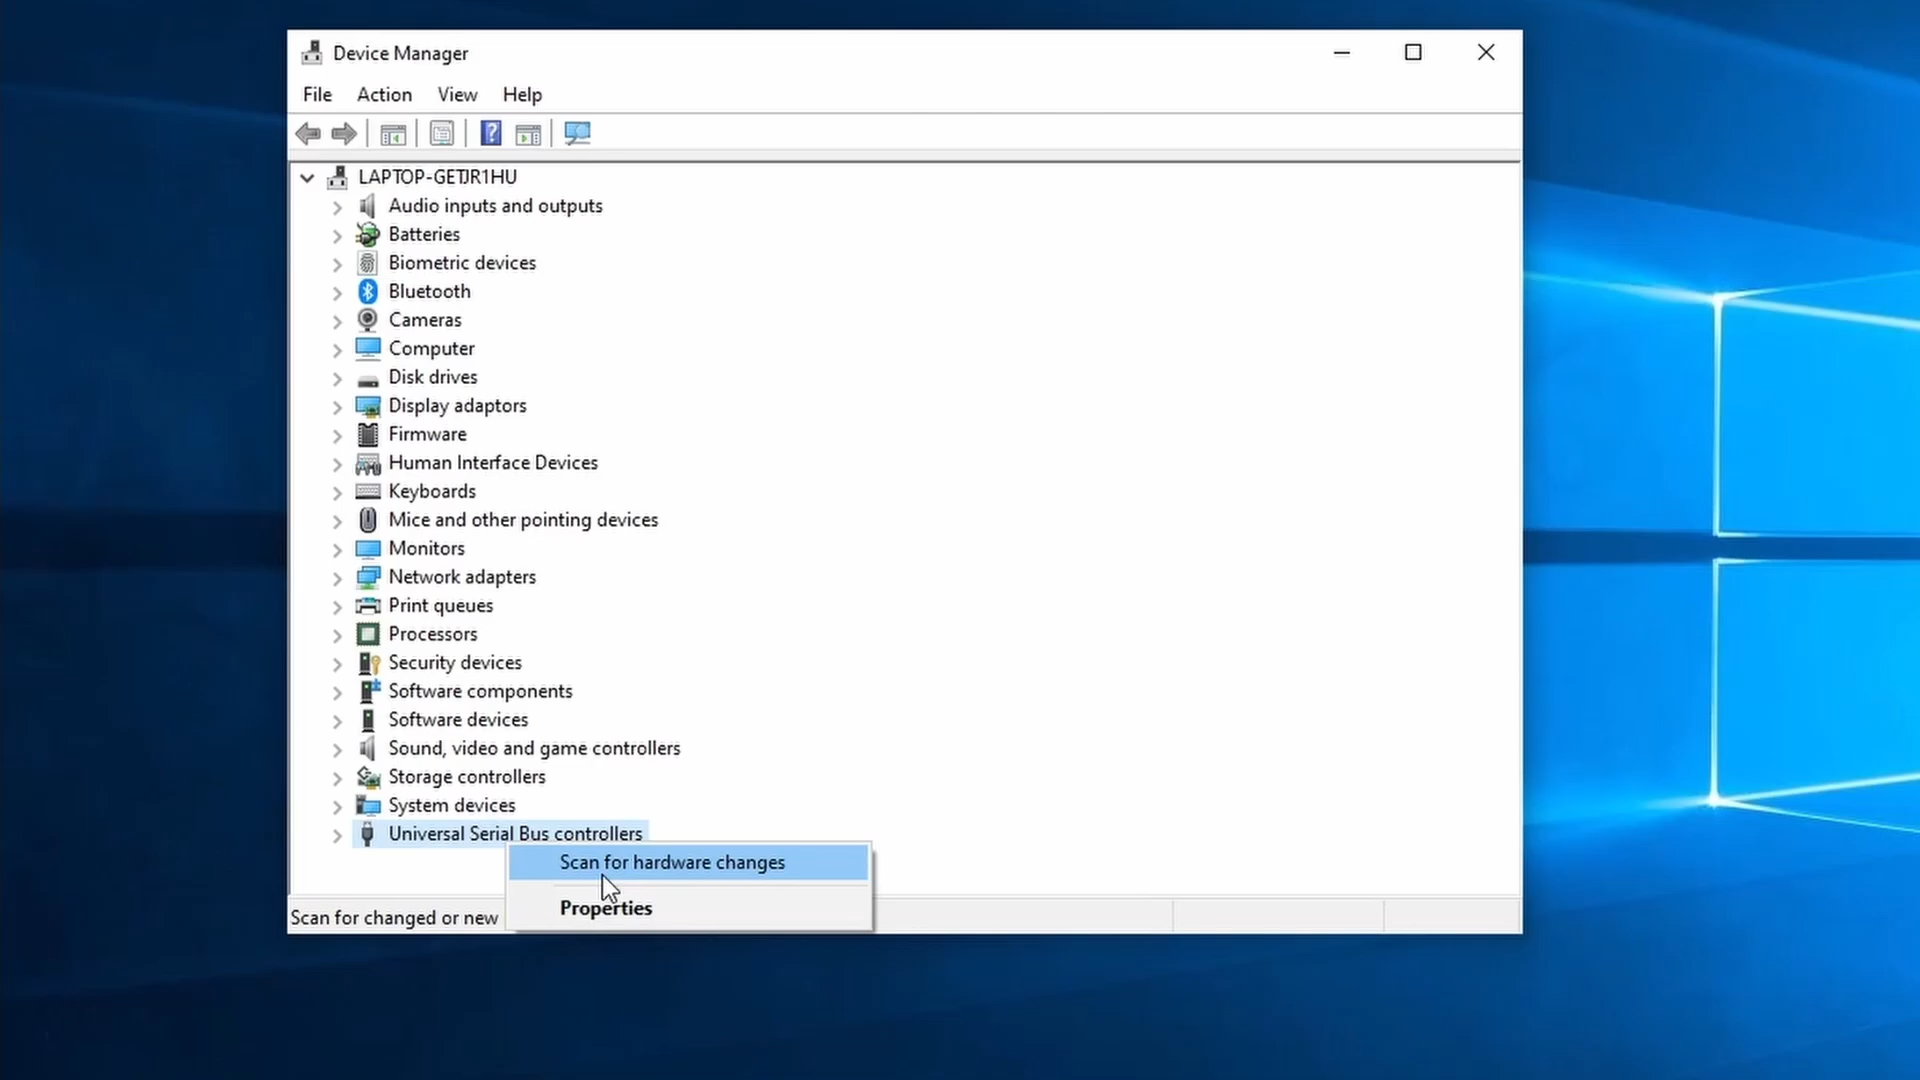 Device Manager
File Action View Help
LAPTOP-GETJR1HU
Audio inputs and outputs
Batteries
Biometric devices
Bluetooth
Cameras
Computer
Disk drives
Display adaptors
Firmware
Human Interface Devices
Keyboards
Mice and other pointing devices
Monitors
Network adapters
Print queues
Processors
Security devices
Software components
Software devices
Sound, video and game controllers
Storage controllers
System devices
Universal Serial Bus controllers
Scan for hardware changes
Properties
Scan for changed or new